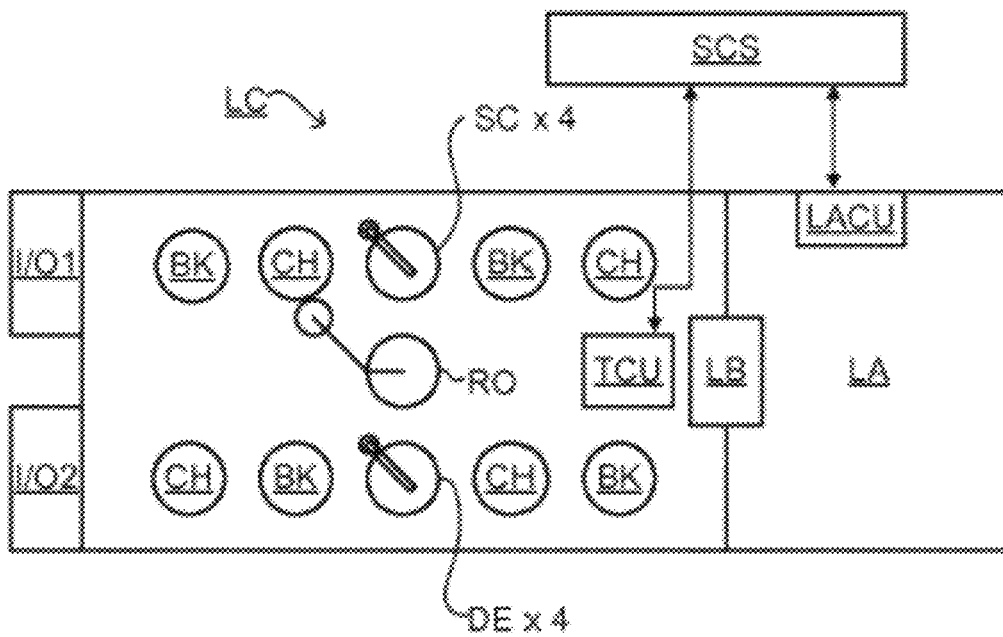 SCS
LC
SC x 4
LACU
I/O1
BK
CH
BK
CH
RO
TCU
LB
LA
I/O2
CH
BK
CH
BK
DE x 4